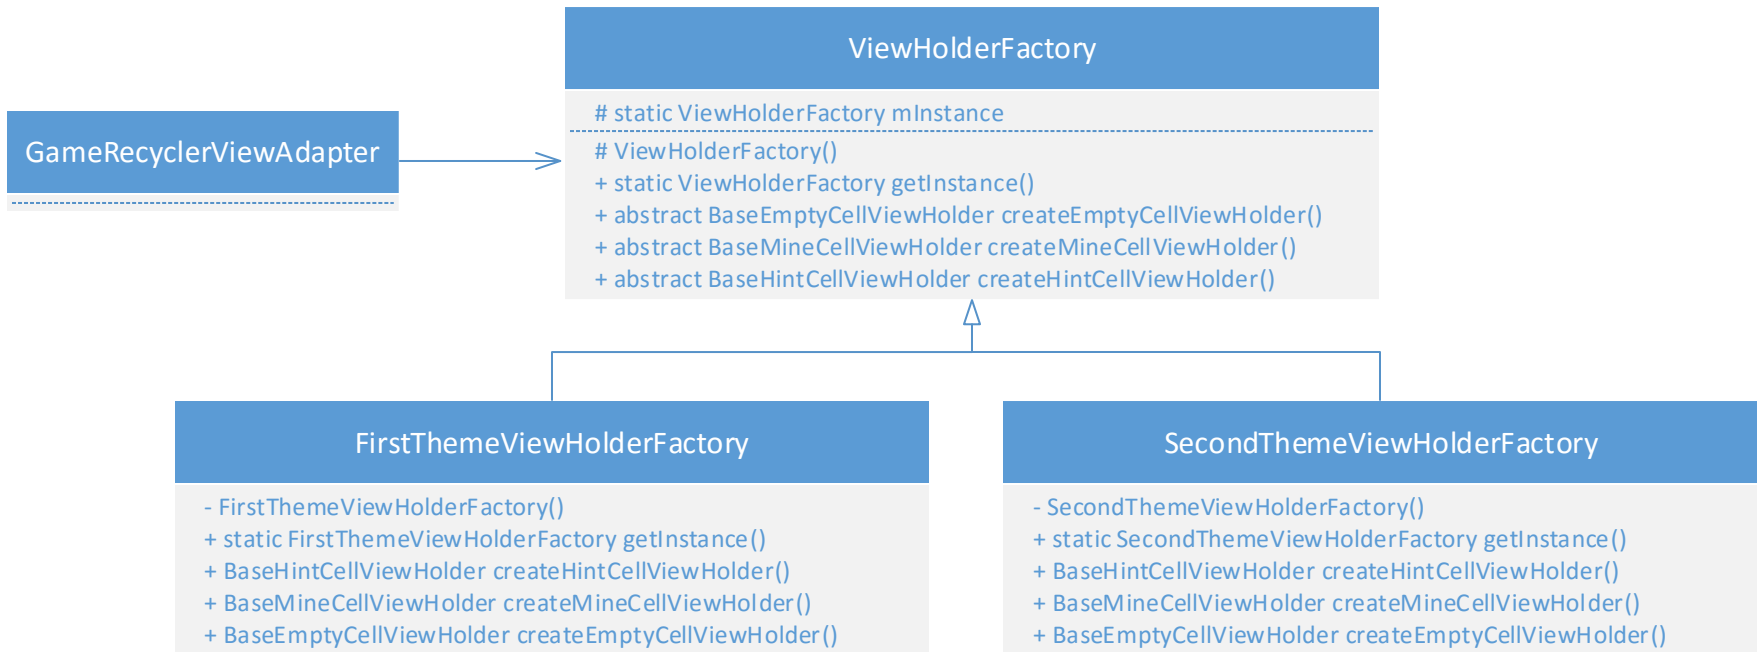 ViewHolderFactory
# static ViewHolderFactory mInstance
# ViewHolderFactory()
+ static ViewHolderFactory getInstance()
+ abstract BaseEmptyCellViewHolder createEmptyCellViewHolder()
+ abstract BaseMineCellViewHolder createMineCellViewHolder()
+ abstract BaseHintCellViewHolder createHintCellViewHolder()
GameRecyclerViewAdapter
FirstThemeViewHolderFactory
- FirstThemeViewHolderFactory()
+ static FirstThemeViewHolderFactory getInstance()
+ BaseHintCellViewHolder createHintCellViewHolder()
+ BaseMineCellViewHolder createMineCellViewHolder()
+ BaseEmptyCellViewHolder createEmptyCellViewHolder()
SecondThemeViewHolderFactory
- SecondThemeViewHolderFactory()
+ static SecondThemeViewHolderFactory getInstance()
+ BaseHintCellViewHolder createHintCellViewHolder()
+ BaseMineCellViewHolder createMineCellViewHolder()
+ BaseEmptyCellViewHolder createEmptyCellViewHolder()